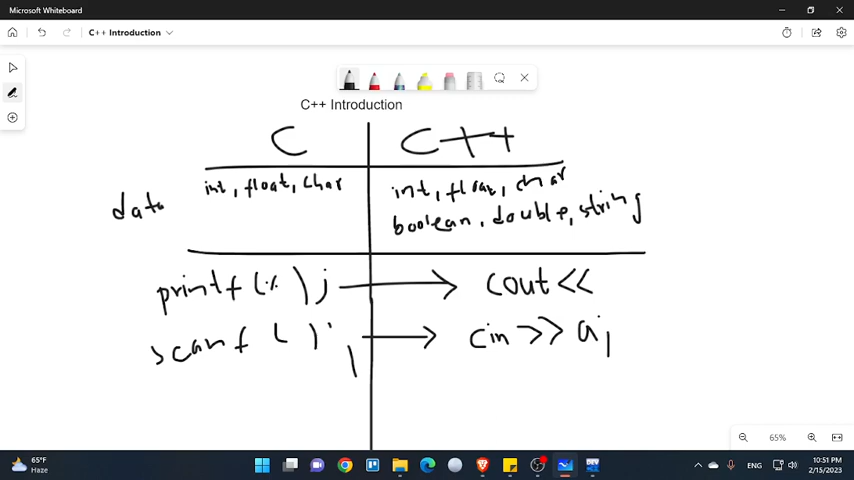 Microsoft Whiteboard
C++ Introduction
C++ Introduction
C C++
data int, float, char int, float, char
boolean, double, string
printf (% ); cout <<
scanf ( ); cin >> a;
65%
65°F
Haze
DEV
ENG
10:51 PM
2/15/2023